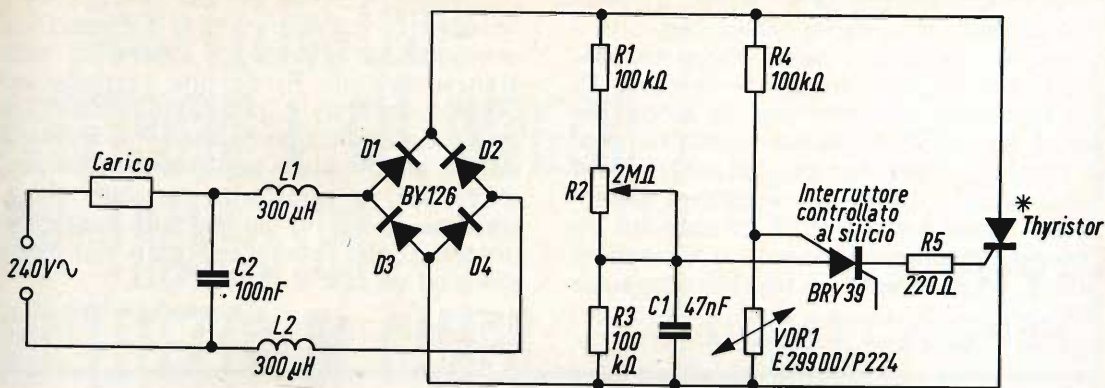 R1
100kΩ
R4
100kΩ
Carico
L1
300μH
D1
D2
BY126
D3
D4
R2
2MΩ
Interruttore
controllato
al silicio
* Thyristor
240V~
C2
100nF
R5
220Ω
BRY39
L2
300μH
R3
100
kΩ
C1
47nF
VDR1
E299DD/P224